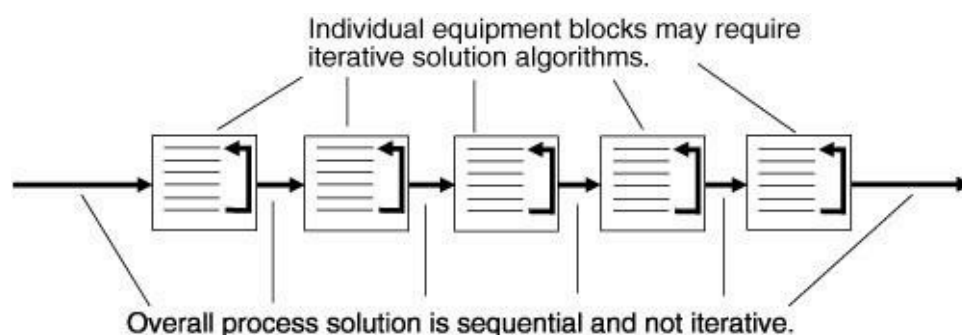 Individual equipment blocks may require
iterative solution algorithms.
Overall process solution is sequential and not iterative.